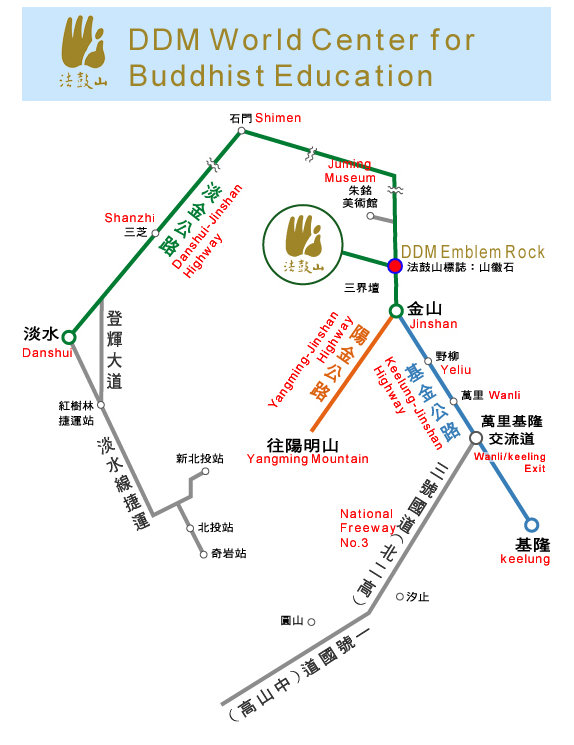 DDM World Center for
Buddhist Education
法鼓山
石門 Shimen
Juming
Museum
朱銘
美術館
淡金公路
Danshui-Jinshan
Highway
Shanzhi
三芝
法鼓山
DDM Emblem Rock
法鼓山標誌：山徽石
三界壇
金山
Jinshan
淡水
Danshui
登輝大道
Yangming-Jinshan
Highway
陽金公路
基金公路
Keelung-Jinshan
Highway
野柳
Yeliu
萬里 Wanli
紅樹林
捷運站
萬里基隆
交流道
Wanli/keeling
Exit
往陽明山
Yangming Mountain
淡水線捷運
新北投站
北投站
奇岩站
National
Freeway
No.3
三號國道(北二高)
基隆
keelung
汐止
圓山
(高山中)道國號一